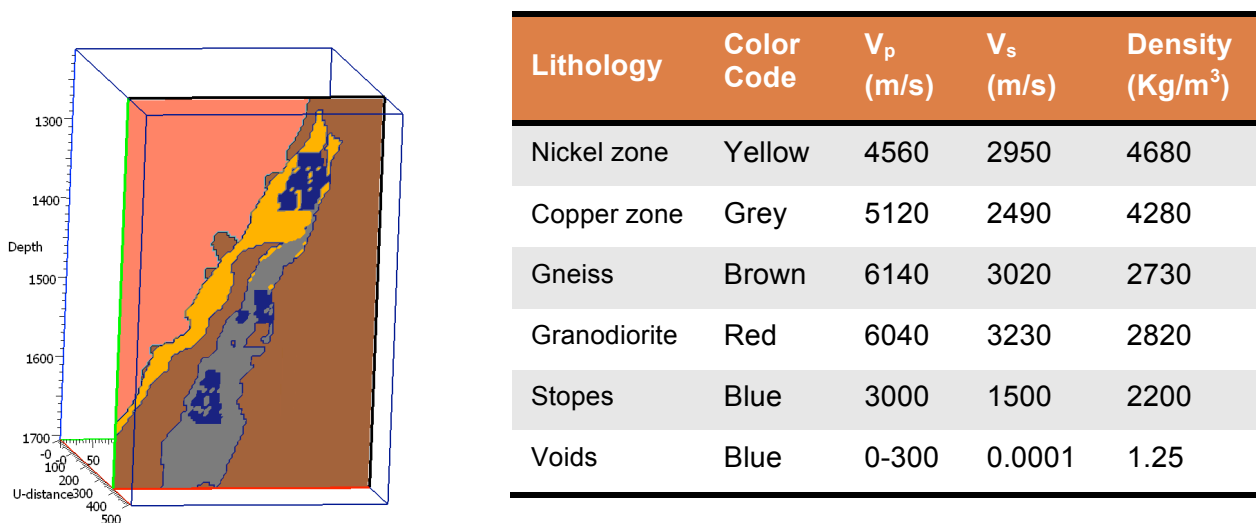 1300
1400
Depth
1500
1600
1700
-0
-0
50
100
200
U-distance
300
400
500
Lithology Color Code Vp (m/s) Vs (m/s) Density (Kg/m³)
Nickel zone Yellow 4560 2950 4680
Copper zone Grey 5120 2490 4280
Gneiss Brown 6140 3020 2730
Granodiorite Red 6040 3230 2820
Stopes Blue 3000 1500 2200
Voids Blue 0-300 0.0001 1.25